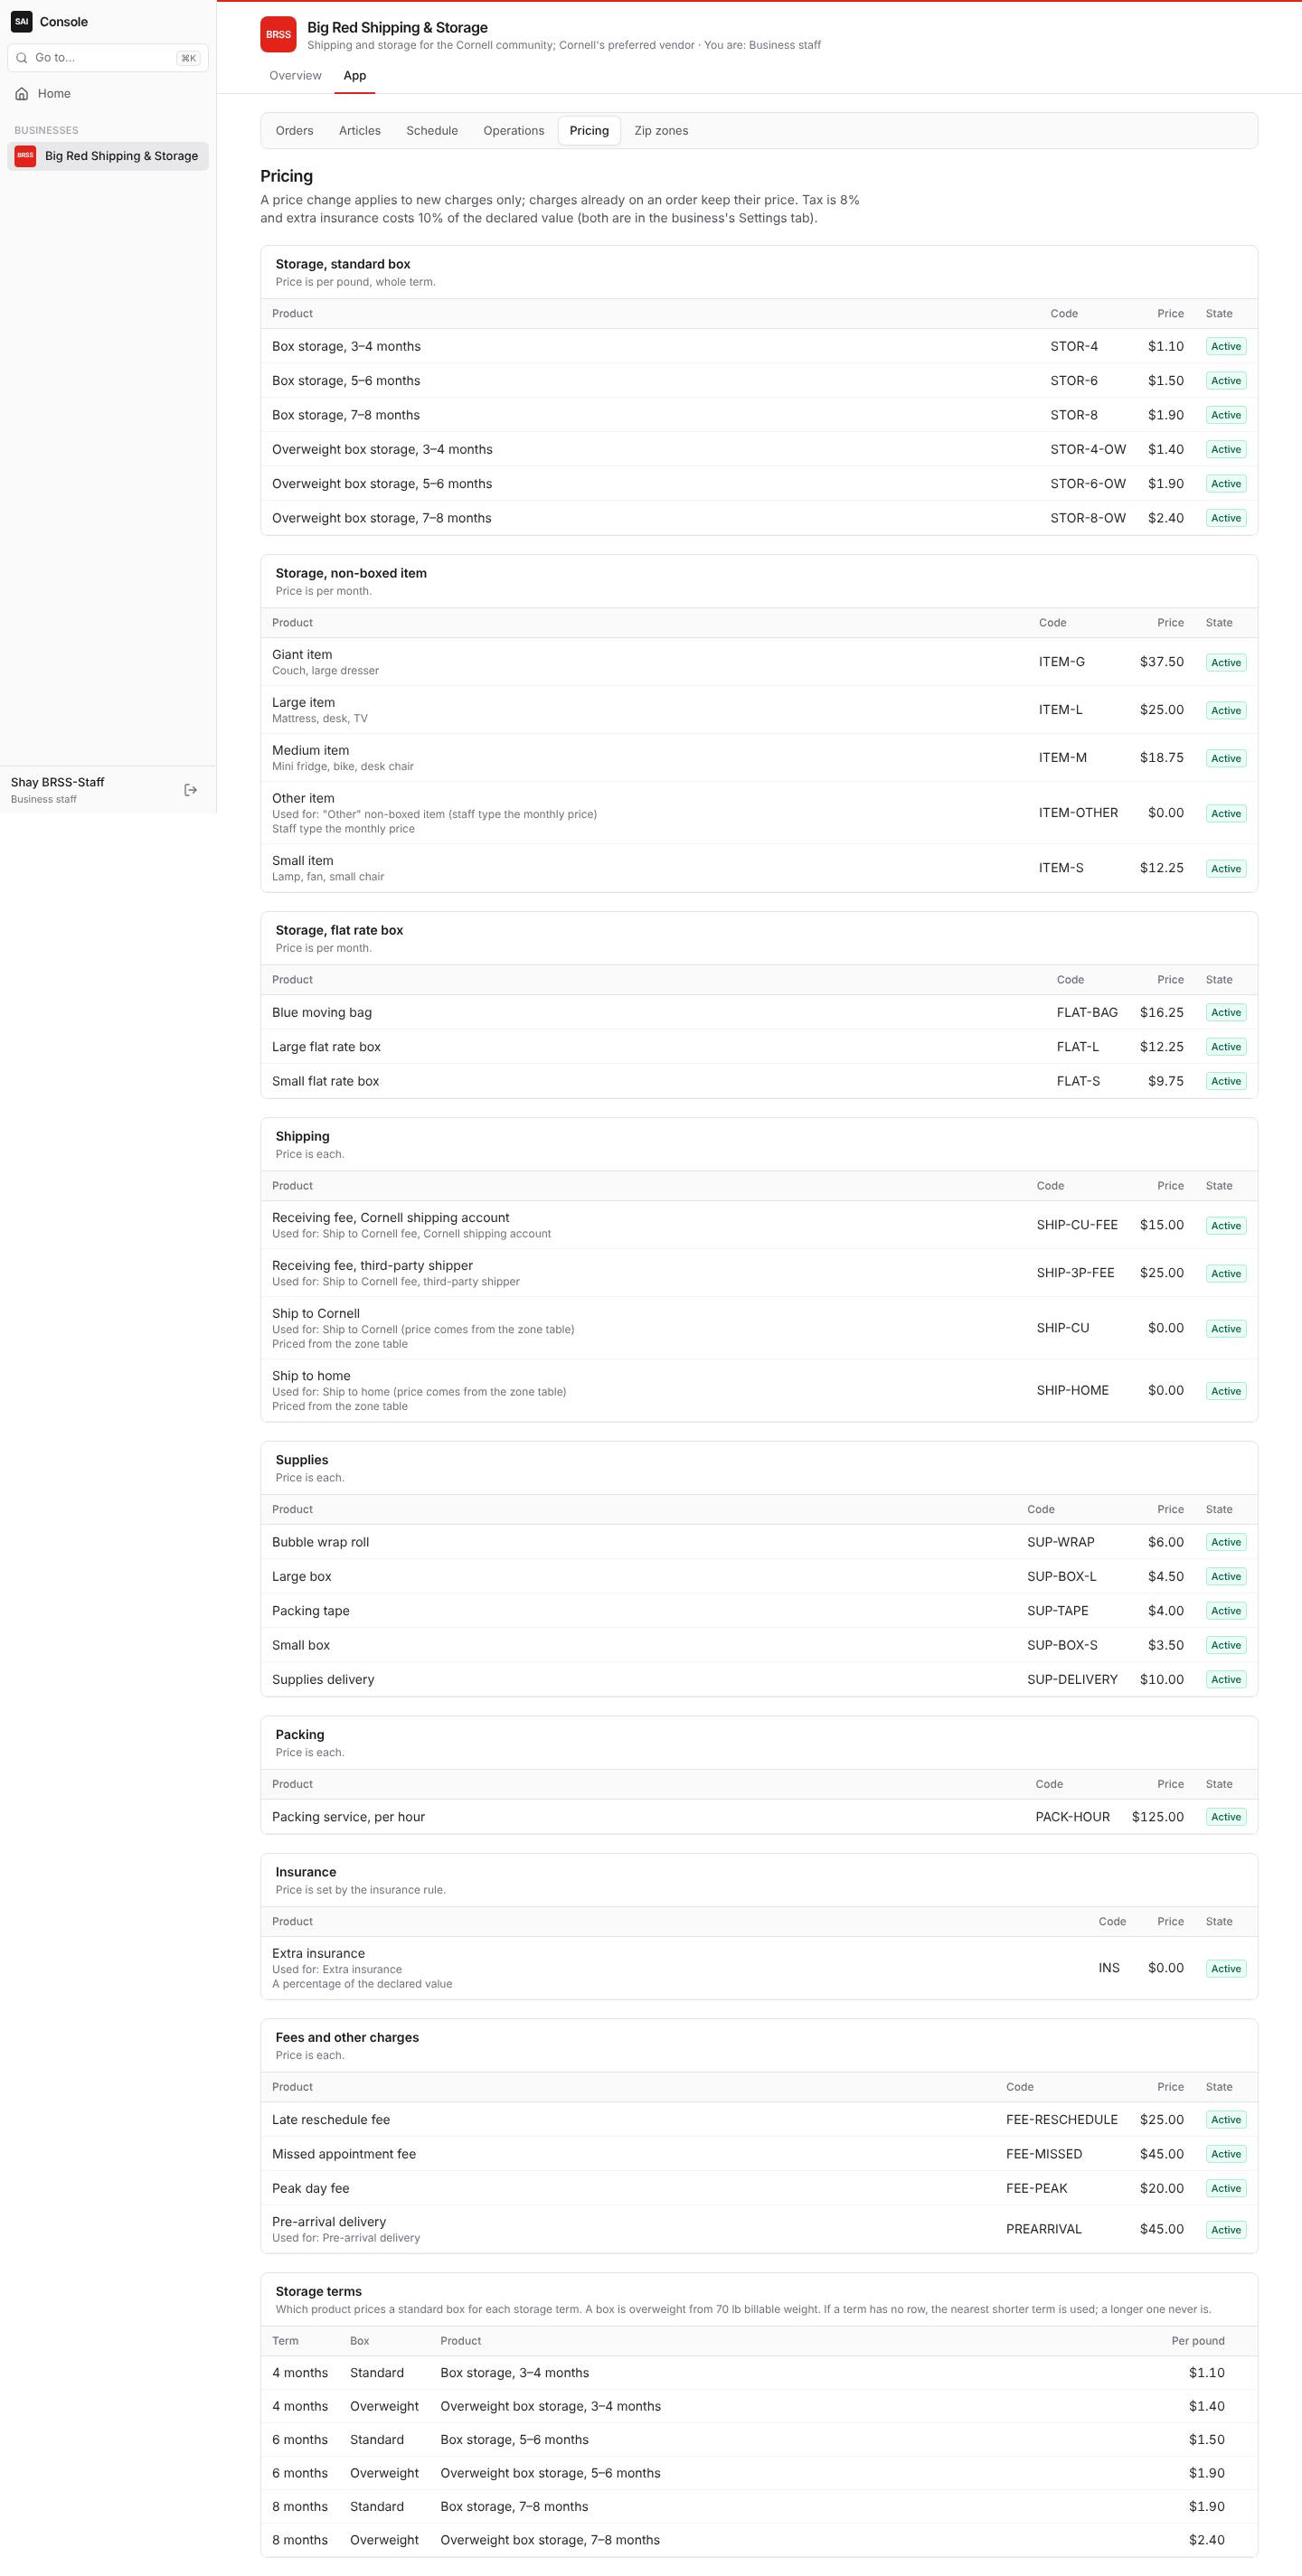 SAI Console
Go to... ⌘K
Home
BUSINESSES
BRSS Big Red Shipping & Storage
Shay BRSS-Staff
Business staff
BRSS Big Red Shipping & Storage
Shipping and storage for the Cornell community; Cornell's preferred vendor · You are: Business staff
Overview App
Orders Articles Schedule Operations Pricing Zip zones
Pricing
A price change applies to new charges only; charges already on an order keep their price. Tax is 8%
and extra insurance costs 10% of the declared value (both are in the business's Settings tab).
Storage, standard box
Price is per pound, whole term.
Product Code Price State
Box storage, 3–4 months STOR-4 $1.10 Active
Box storage, 5–6 months STOR-6 $1.50 Active
Box storage, 7–8 months STOR-8 $1.90 Active
Overweight box storage, 3–4 months STOR-4-OW $1.40 Active
Overweight box storage, 5–6 months STOR-6-OW $1.90 Active
Overweight box storage, 7–8 months STOR-8-OW $2.40 Active
Storage, non-boxed item
Price is per month.
Product Code Price State
Giant item ITEM-G $37.50 Active
Couch, large dresser
Large item ITEM-L $25.00 Active
Mattress, desk, TV
Medium item ITEM-M $18.75 Active
Mini fridge, bike, desk chair
Other item ITEM-OTHER $0.00 Active
Used for: "Other" non-boxed item (staff type the monthly price)
Staff type the monthly price
Small item ITEM-S $12.25 Active
Lamp, fan, small chair
Storage, flat rate box
Price is per month.
Product Code Price State
Blue moving bag FLAT-BAG $16.25 Active
Large flat rate box FLAT-L $12.25 Active
Small flat rate box FLAT-S $9.75 Active
Shipping
Price is each.
Product Code Price State
Receiving fee, Cornell shipping account SHIP-CU-FEE $15.00 Active
Used for: Ship to Cornell fee, Cornell shipping account
Receiving fee, third-party shipper SHIP-3P-FEE $25.00 Active
Used for: Ship to Cornell fee, third-party shipper
Ship to Cornell SHIP-CU $0.00 Active
Used for: Ship to Cornell (price comes from the zone table)
Priced from the zone table
Ship to home SHIP-HOME $0.00 Active
Used for: Ship to home (price comes from the zone table)
Priced from the zone table
Supplies
Price is each.
Product Code Price State
Bubble wrap roll SUP-WRAP $6.00 Active
Large box SUP-BOX-L $4.50 Active
Packing tape SUP-TAPE $4.00 Active
Small box SUP-BOX-S $3.50 Active
Supplies delivery SUP-DELIVERY $10.00 Active
Packing
Price is each.
Product Code Price State
Packing service, per hour PACK-HOUR $125.00 Active
Insurance
Price is set by the insurance rule.
Product Code Price State
Extra insurance INS $0.00 Active
Used for: Extra insurance
A percentage of the declared value
Fees and other charges
Price is each.
Product Code Price State
Late reschedule fee FEE-RESCHEDULE $25.00 Active
Missed appointment fee FEE-MISSED $45.00 Active
Peak day fee FEE-PEAK $20.00 Active
Pre-arrival delivery PREARRIVAL $45.00 Active
Used for: Pre-arrival delivery
Storage terms
Which product prices a standard box for each storage term. A box is overweight from 70 lb billable weight. If a term has no row, the nearest shorter term is used; a longer one never is.
Term Box Product Per pound
4 months Standard Box storage, 3–4 months $1.10
4 months Overweight Overweight box storage, 3–4 months $1.40
6 months Standard Box storage, 5–6 months $1.50
6 months Overweight Overweight box storage, 5–6 months $1.90
8 months Standard Box storage, 7–8 months $1.90
8 months Overweight Overweight box storage, 7–8 months $2.40